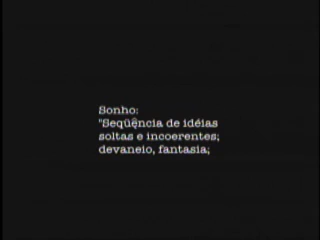 Sonho:
"Seqüência de idéias
soltas e incoerentes;
devaneio, fantasia;